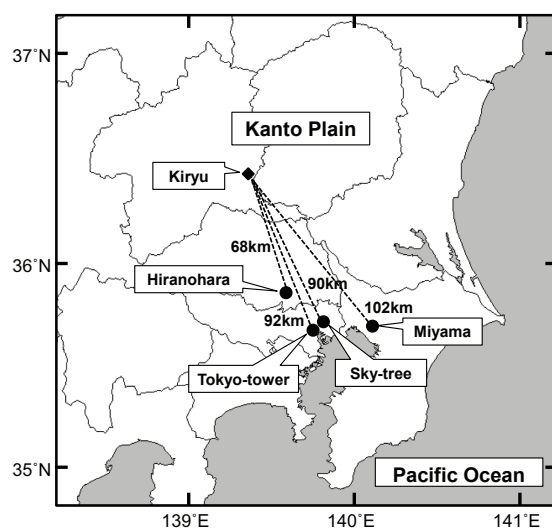 37˚N
Kanto Plain
Kiryu
68km
36˚N
Hiranohara
90km
102km
92km
Miyama
Tokyo-tower
Sky-tree
35˚N
Pacific Ocean
139˚E
140˚E
141˚E